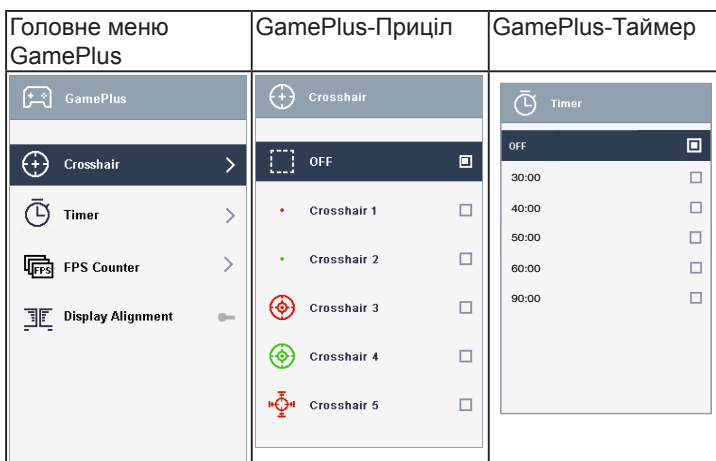 Головне меню
GamePlus
GamePlus-Приціл
GamePlus-Таймер
GamePlus
Crosshair
Timer
FPS
FPS Counter
Display Alignment
Crosshair
OFF
Crosshair 1
Crosshair 2
Crosshair 3
Crosshair 4
Crosshair 5
Timer
OFF
30:00
40:00
50:00
60:00
90:00